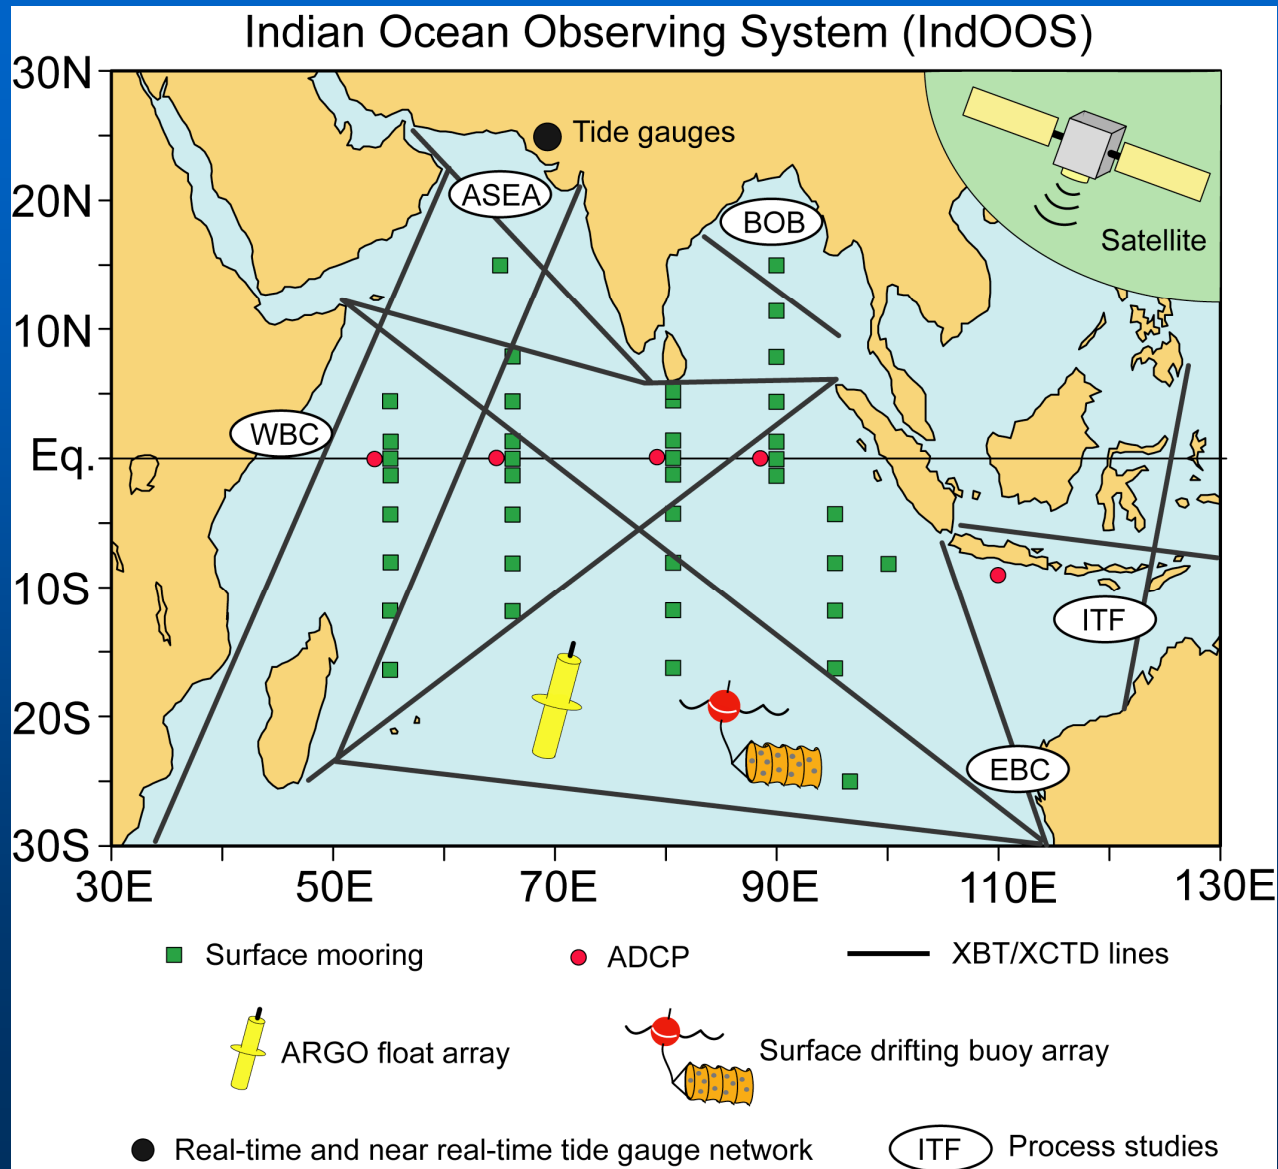 Indian Ocean Observing System (IndOOS)
30N
Tide gauges
ASEA
20N
BOB
Satellite
10N
WBC
Eq.
10S
ITF
20S
EBC
30S
30E 50E 70E 90E 110E 130E
Surface mooring ADCP XBT/XCTD lines
ARGO float array Surface drifting buoy array
Real-time and near real-time tide gauge network ITF Process studies